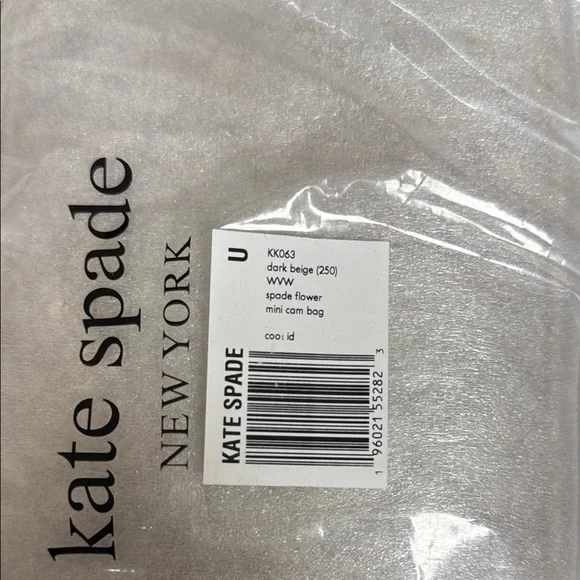 kate spade
NEW YORK
U
KATE SPADE
KK063
dark beige (250)
WVW
spade flower
mini cam bag
coo: id
1 96021 55282 3